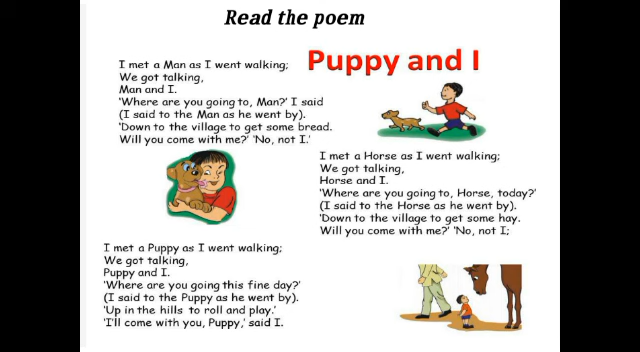 Read the poem
Puppy and I
I met a Man as I went walking;
We got talking,
Man and I.
'Where are you going to, Man?' I said
(I said to the Man as he went by).
'Down to the village to get some bread.
Will you come with me?' 'No, not I.'
I met a Horse as I went walking;
We got talking,
Horse and I.
'Where are you going to, Horse, today?'
(I said to the Horse as he went by).
'Down to the village to get some hay.
Will you come with me?' 'No, not I;
I met a Puppy as I went walking;
We got talking,
Puppy and I.
'Where are you going this fine day?'
(I said to the Puppy as he went by).
'Up in the hills to roll and play.'
'I'll come with you, Puppy,' said I.